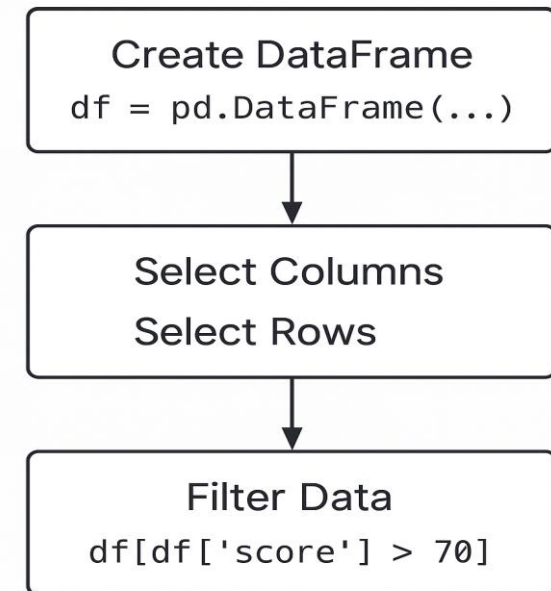 Create DataFrame
df = pd.DataFrame(...)
Select Columns
Select Rows
Filter Data
df[df['score'] > 70]